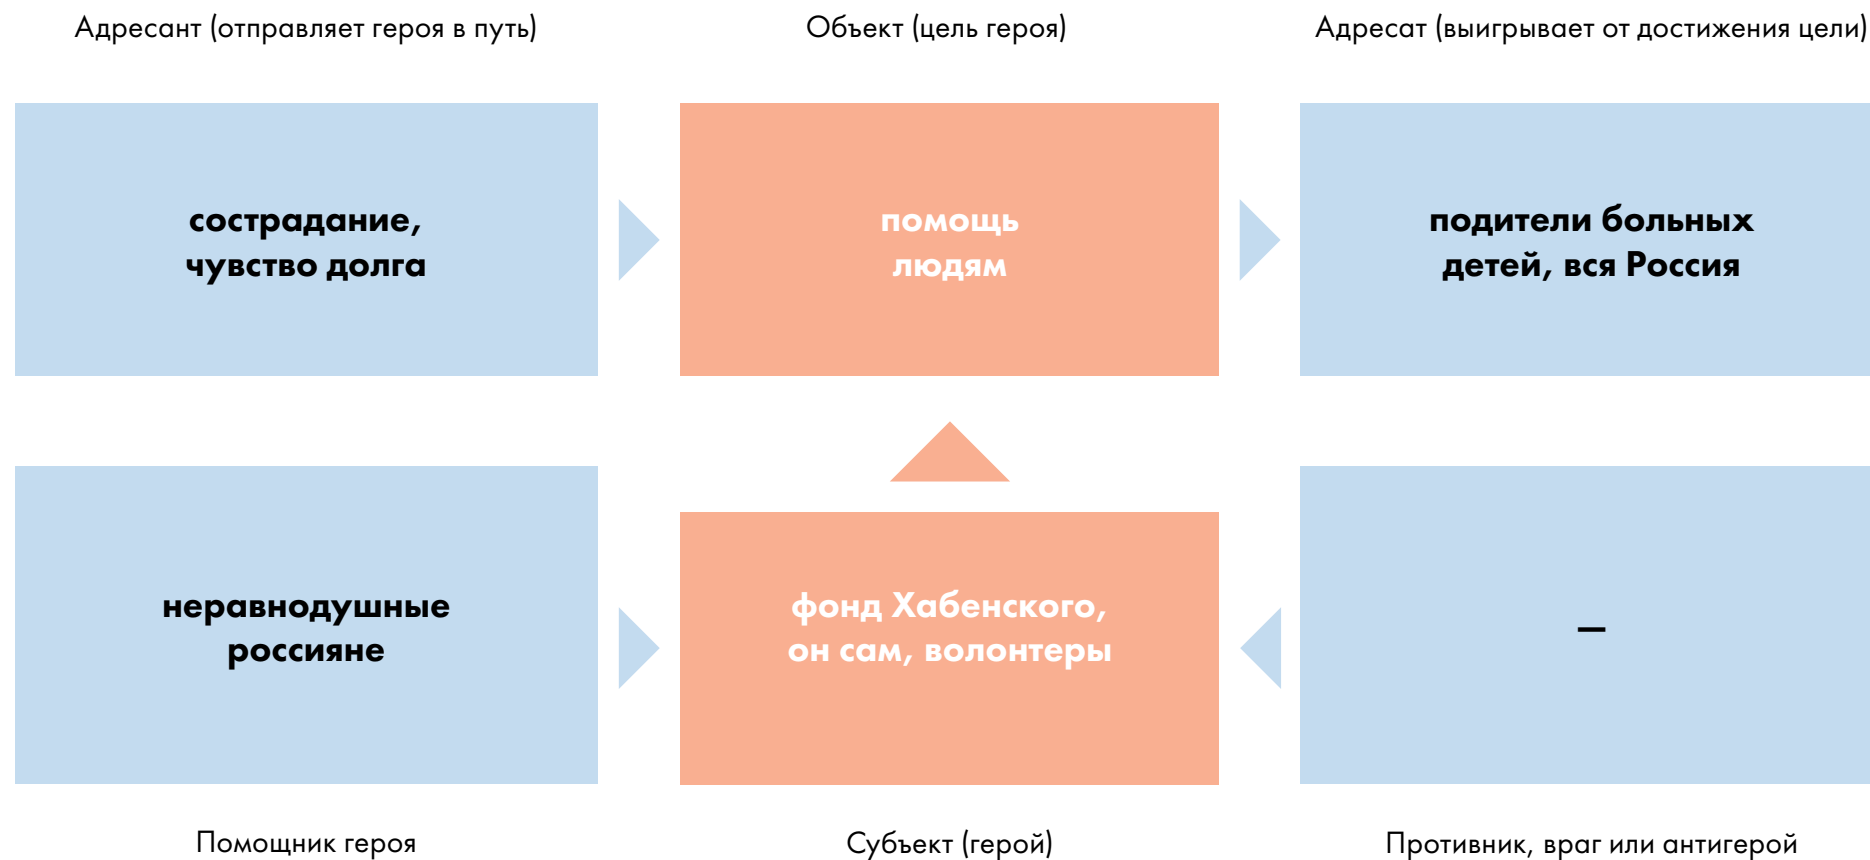 Адресант (отправляет героя в путь)
Объект (цель героя)
Адресат (выигрывает от достижения цели)
сострадание,
чувство долга
помощь
людям
подители больных
детей, вся Россия
неравнодушные
россияне
фонд Хабенского,
он сам, волонтеры
–
Помощник героя
Субъект (герой)
Противник, враг или антигерой